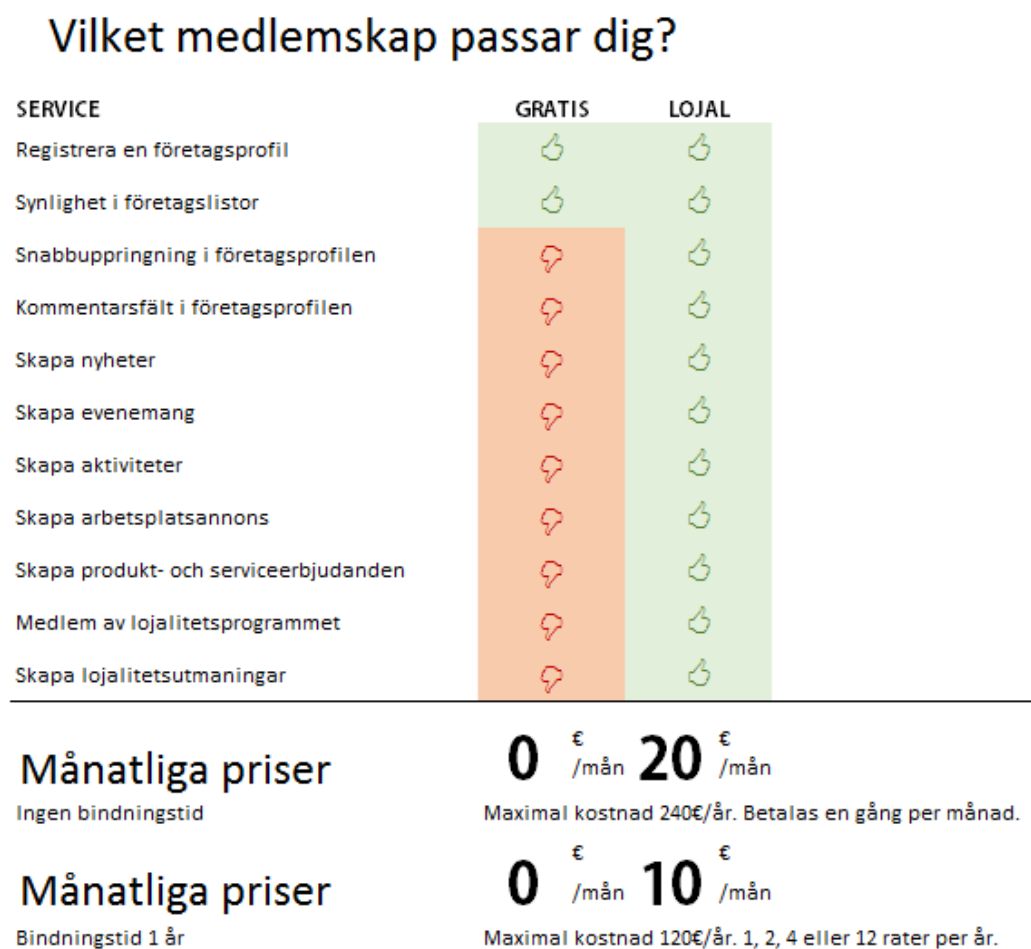 Vilket medlemskap passar dig?
SERVICE GRATIS LOJAL
Registrera en företagsprofil
Synlighet i företagslistor
Snabbuppringning i företagsprofilen
Kommentarsfält i företagsprofilen
Skapa nyheter
Skapa evenemang
Skapa aktiviteter
Skapa arbetsplatsannons
Skapa produkt- och serviceerbjudanden
Medlem av lojalitetsprogrammet
Skapa lojalitetsutmaningar
Månatliga priser 0 € /mån 20 € /mån
Ingen bindningstid Maximal kostnad 240€/år. Betalas en gång per månad.
Månatliga priser 0 € /mån 10 € /mån
Bindningstid 1 år Maximal kostnad 120€/år. 1, 2, 4 eller 12 rater per år.